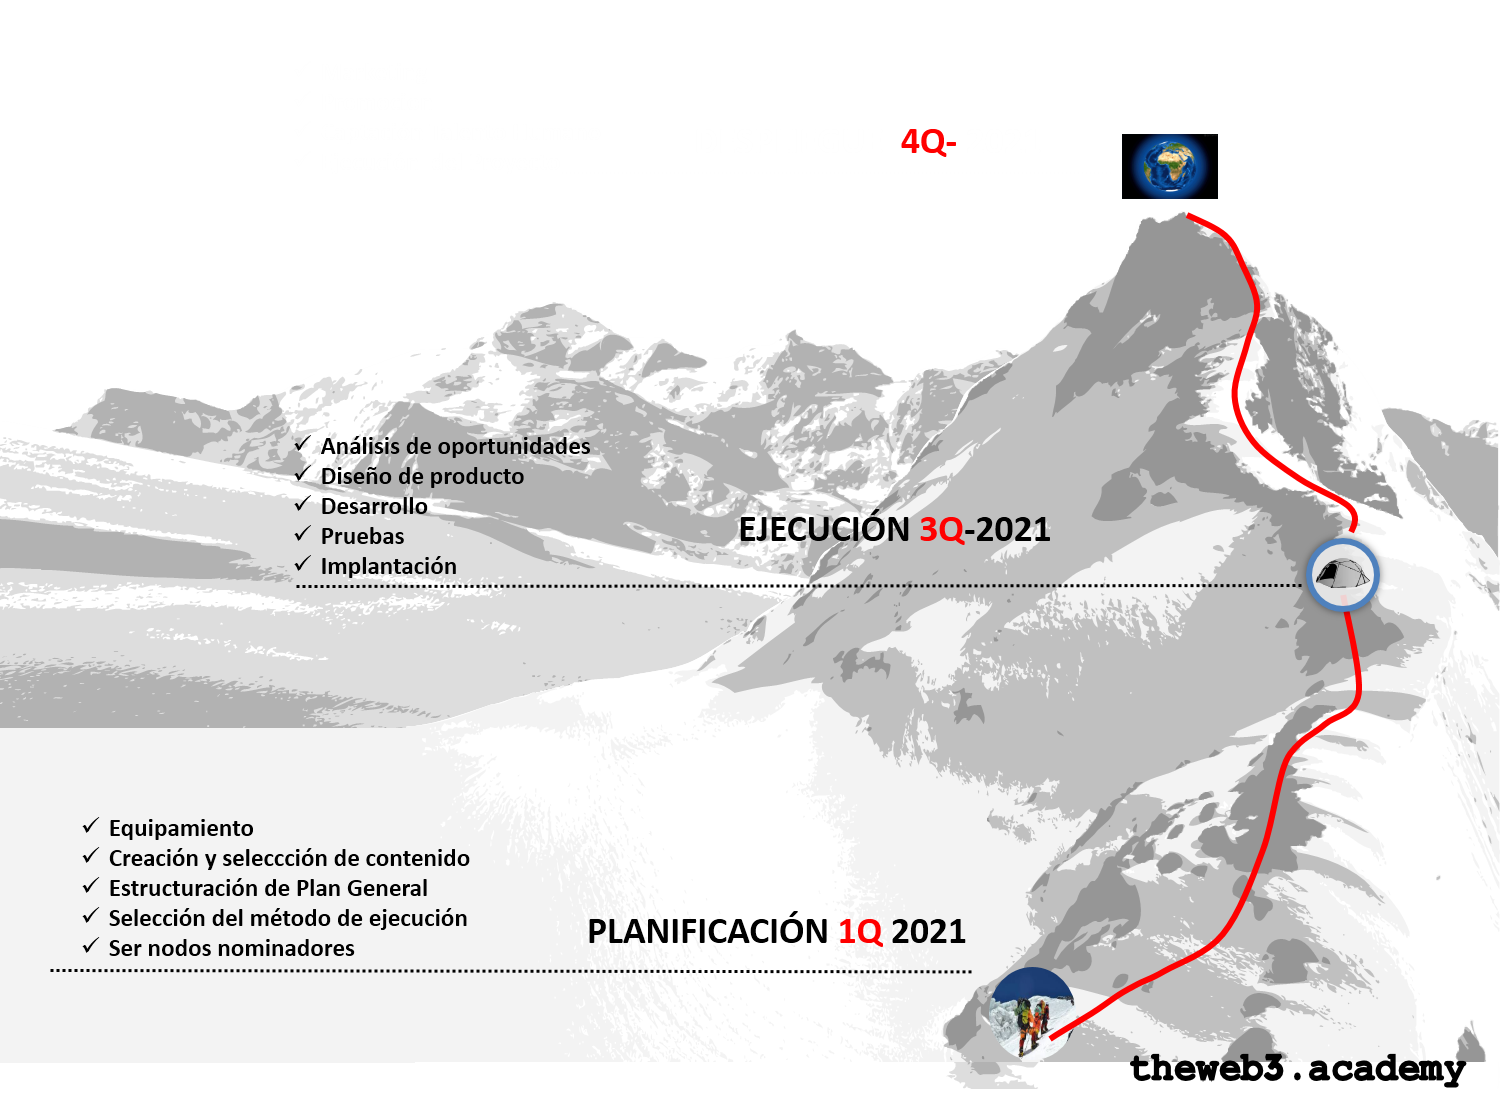 4Q-
✓ Análisis de oportunidades
✓ Diseño de producto
✓ Desarrollo
✓ Pruebas
✓ Implantación
EJECUCIÓN 3Q-2021
✓ Equipamiento
✓ Creación y seleccción de contenido
✓ Estructuración de Plan General
✓ Selección del método de ejecución
✓ Ser nodos nominadores
PLANIFICACIÓN 1Q 2021
theweb3.academy